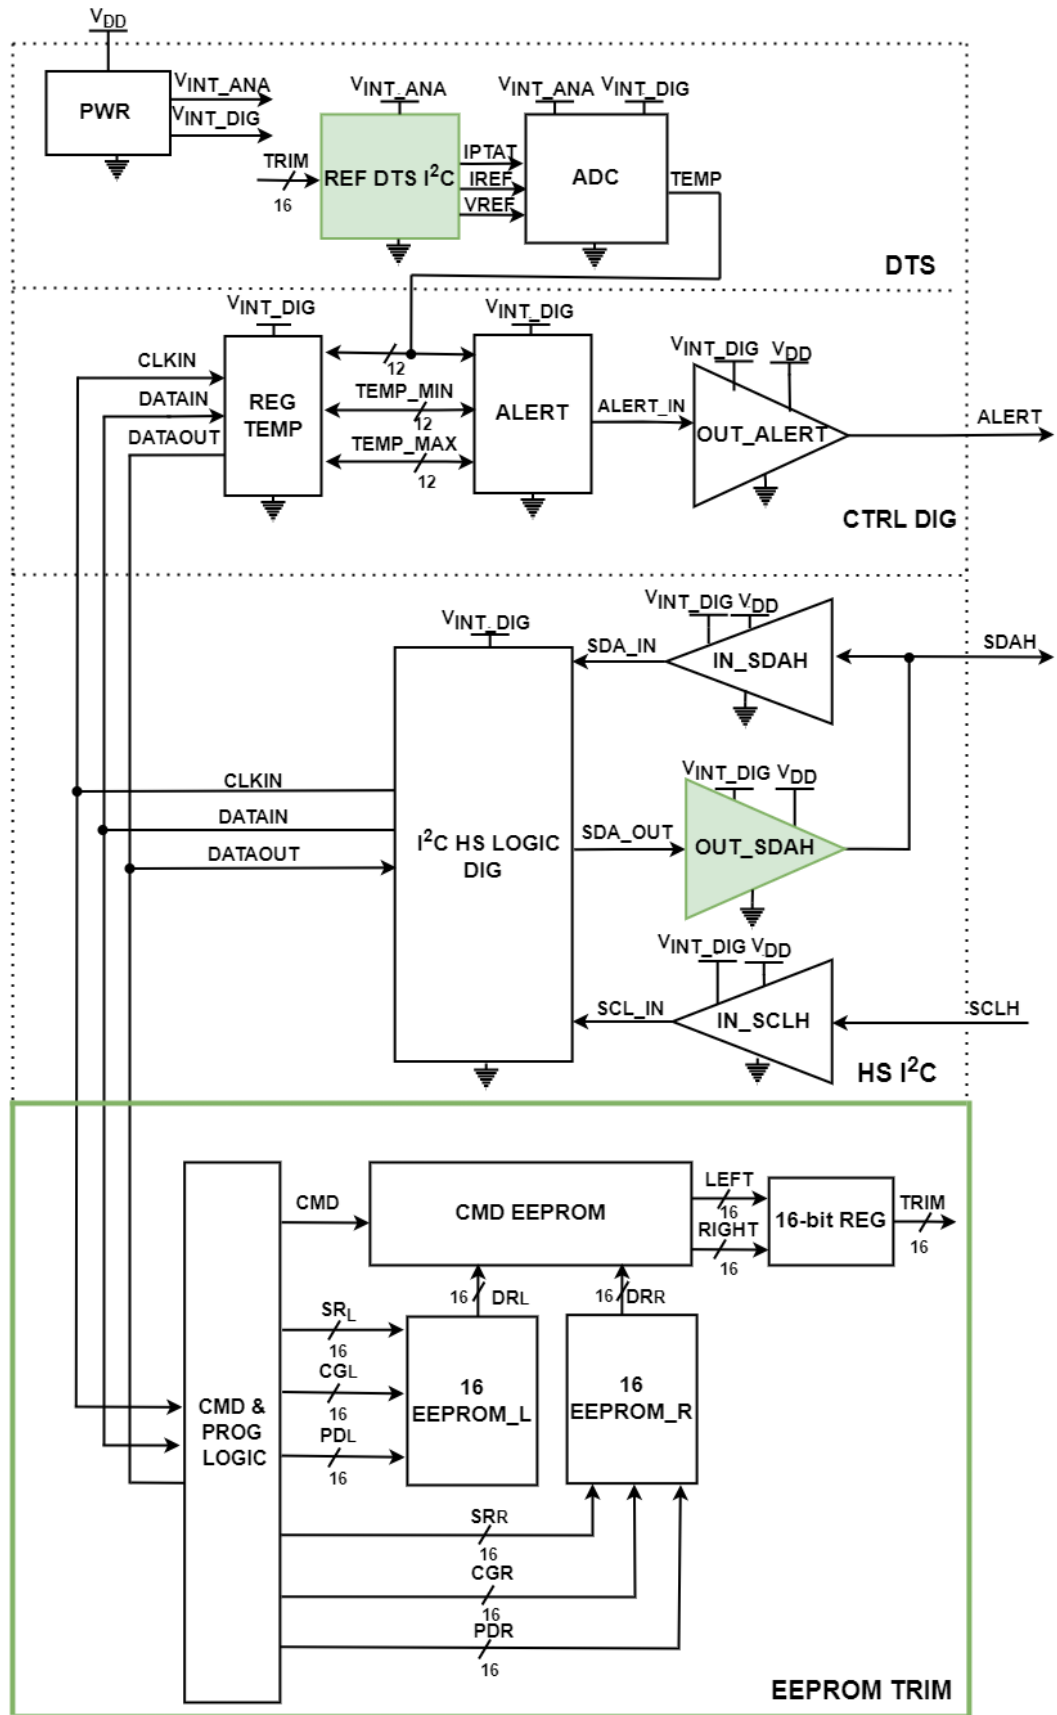 VDD
PWR
VINT_ANA
VINT_DIG
TRIM
16
VINT_ANA
REF DTS I²C
IPTAT
IREF
VREF
VINT_ANA
VINT_DIG
ADC
TEMP
DTS
CLKIN
DATAIN
DATAOUT
VINT_DIG
REG
TEMP
12
TEMP_MIN
12
TEMP_MAX
12
VINT_DIG
ALERT
ALERT_IN
VINT_DIG
VDD
OUT_ALERT
ALERT
CTRL DIG
VINT_DIG
I²C HS LOGIC
DIG
CLKIN
DATAIN
DATAOUT
SDA_IN
VINT_DIG
VDD
IN_SDAH
SDAH
SDA_OUT
VINT_DIG
VDD
OUT_SDAH
SCL_IN
VINT_DIG
VDD
IN_SCLH
SCLH
HS I²C
CMD &
PROG
LOGIC
CMD
CMD EEPROM
LEFT
16
RIGHT
16
16-bit REG
TRIM
16
16
DRL
16
DRR
SRL
16
CGL
16
PDL
16
16
EEPROM_L
16
EEPROM_R
SRR
16
CGR
16
PDR
16
EEPROM TRIM